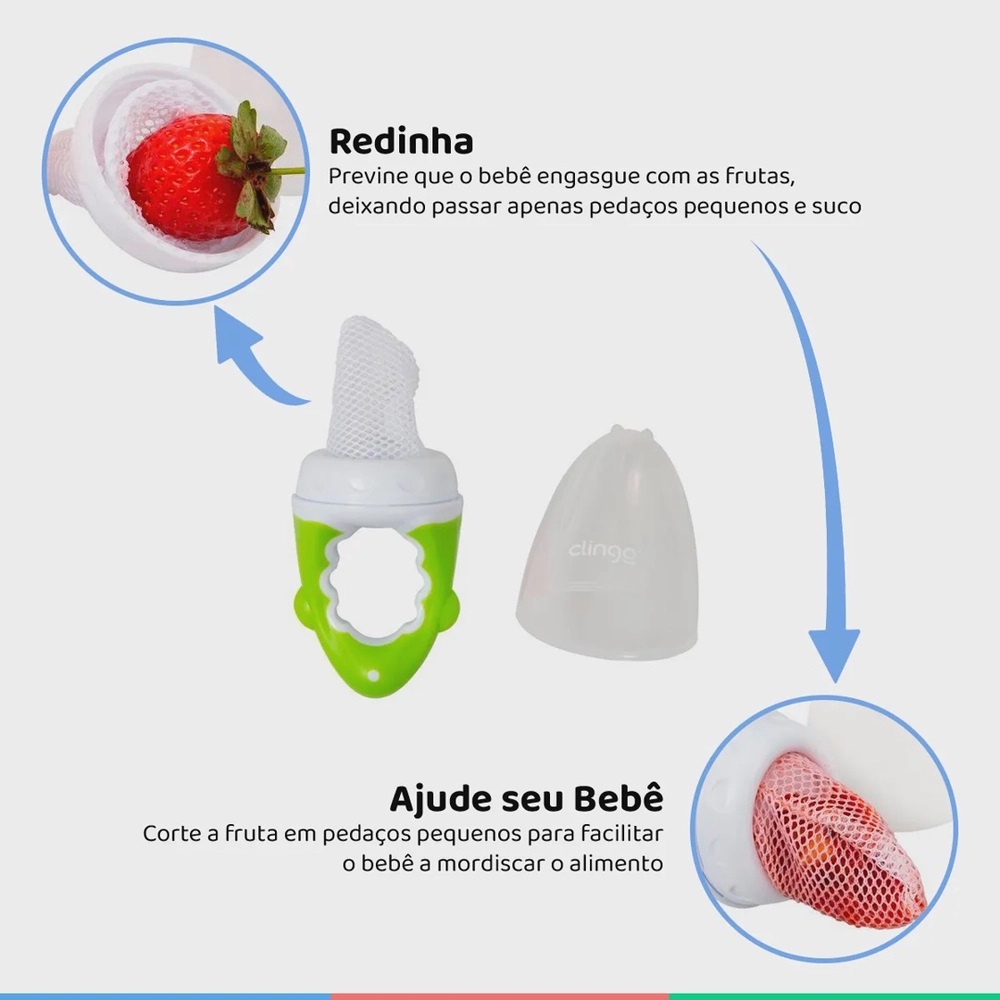 Redinha
Previne que o bebê engasgue com as frutas,
deixando passar apenas pedaços pequenos e suco
clingo
Ajude seu Bebê
Corte a fruta em pedaços pequenos para facilitar
o bebê a mordiscar o alimento